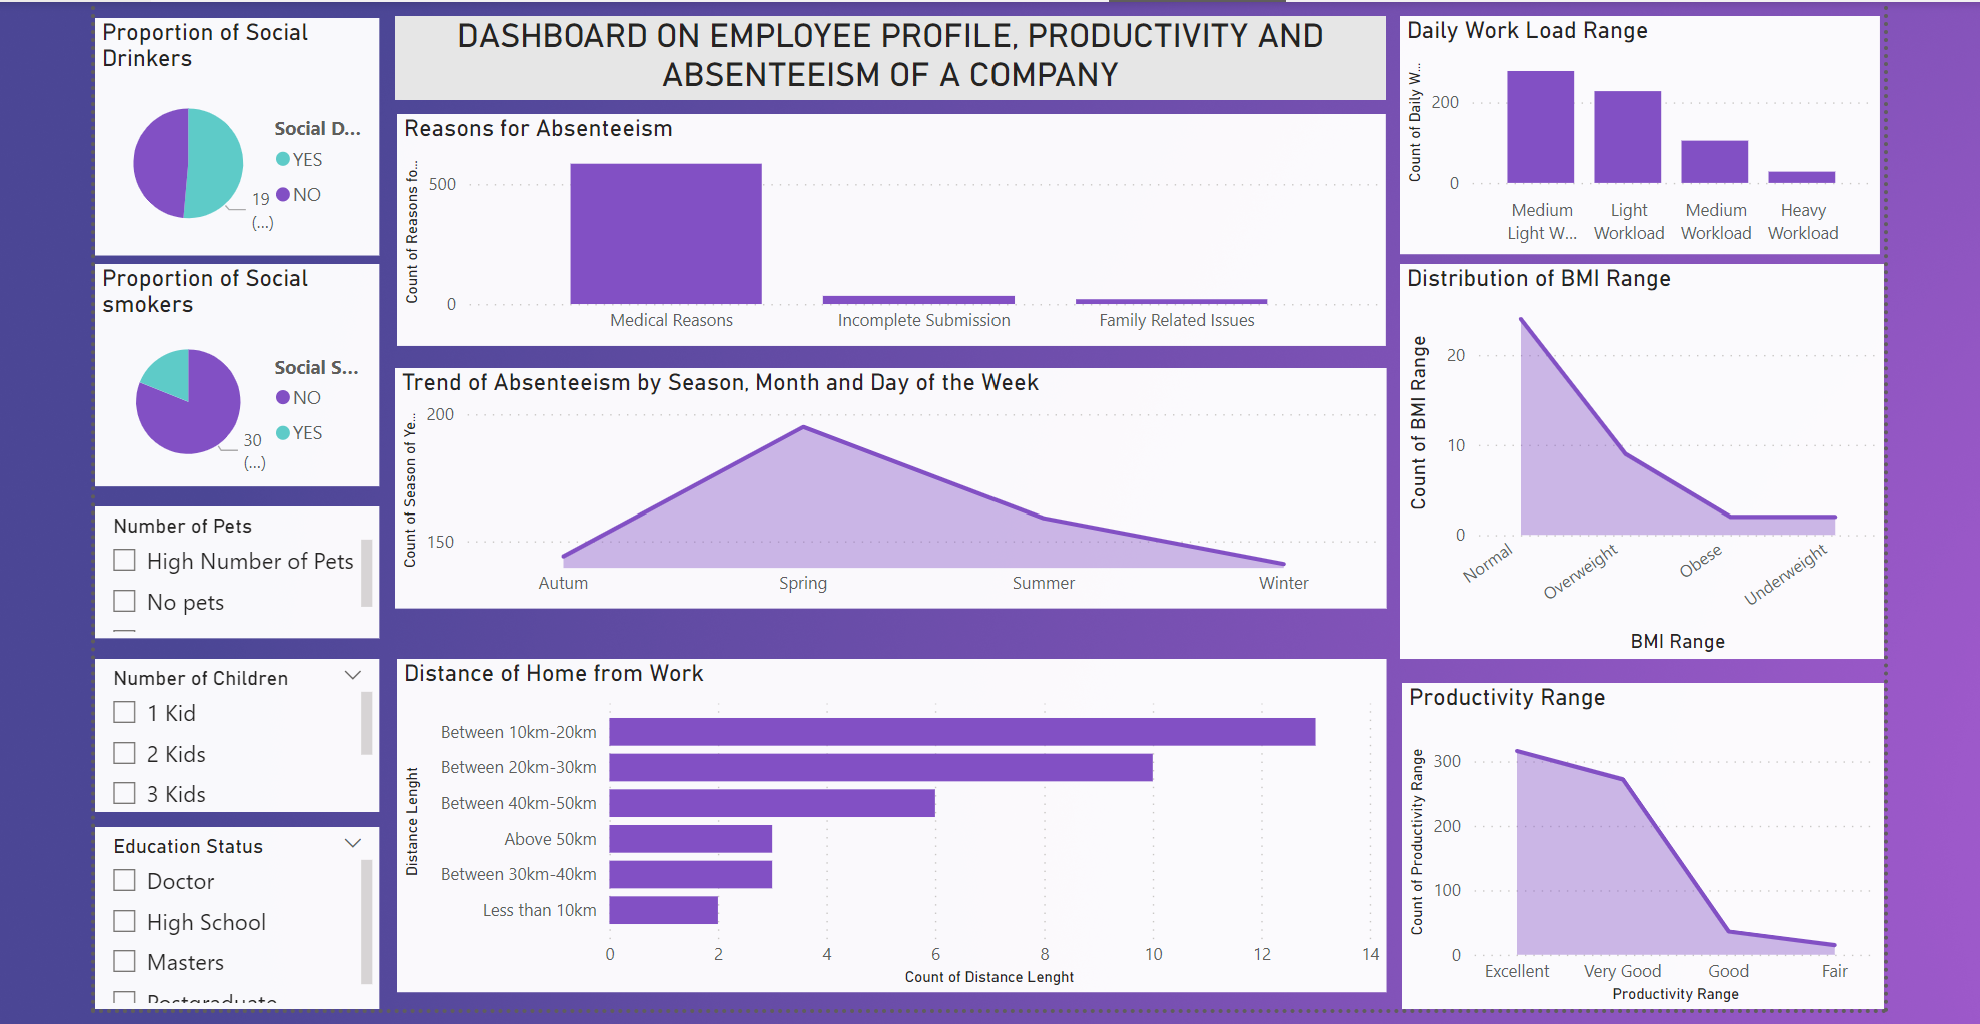 Proportion of Social
Drinkers
Social D...
YES
NO
19
(...)
Proportion of Social
smokers
Social S...
NO
YES
30
(...)
Number of Pets
High Number of Pets
No pets
Number of Children
1 Kid
2 Kids
3 Kids
Education Status
Doctor
High School
Masters
Postgraduate
DASHBOARD ON EMPLOYEE PROFILE, PRODUCTIVITY AND
ABSENTEEISM OF A COMPANY
Reasons for Absenteeism
Count of Reasons fo...
500
0
Medical Reasons
Incomplete Submission
Family Related Issues
Trend of Absenteeism by Season, Month and Day of the Week
Count of Season of Ye...
200
150
Autum
Spring
Summer
Winter
Distance of Home from Work
Distance Lenght
Between 10km-20km
Between 20km-30km
Between 40km-50km
Above 50km
Between 30km-40km
Less than 10km
0 2 4 6 8 10 12 14
Count of Distance Lenght
Daily Work Load Range
Count of Daily W...
200
0
Medium
Light W...
Light
Workload
Medium
Workload
Heavy
Workload
Distribution of BMI Range
Count of BMI Range
20
10
0
Normal
Overweight
Obese
Underweight
BMI Range
Productivity Range
Count of Productivity Range
300
200
100
0
Excellent
Very Good
Good
Fair
Productivity Range